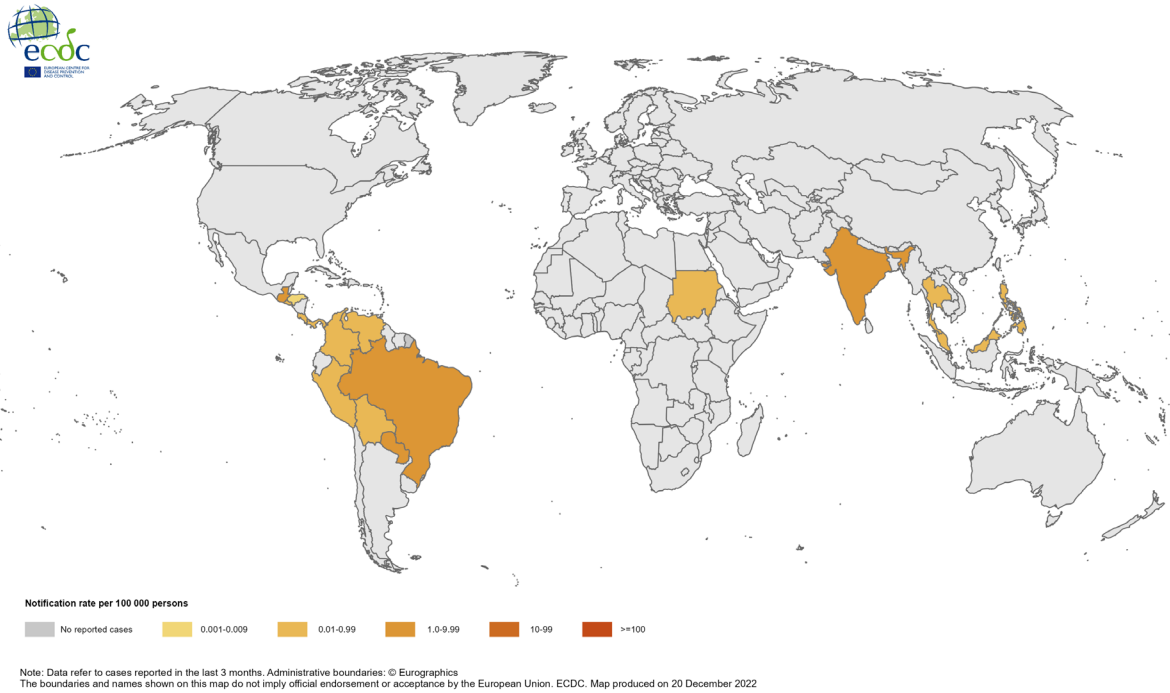 ecdc
EUROPEAN CENTRE FOR
DISEASE PREVENTION
AND CONTROL
Notification rate per 100 000 persons
No reported cases
0.001-0.009
0.01-0.99
1.0-9.99
10-99
>=100
Note: Data refer to cases reported in the last 3 months. Administrative boundaries: © Eurographics
The boundaries and names shown on this map do not imply official endorsement or acceptance by the European Union. ECDC. Map produced on 20 December 2022